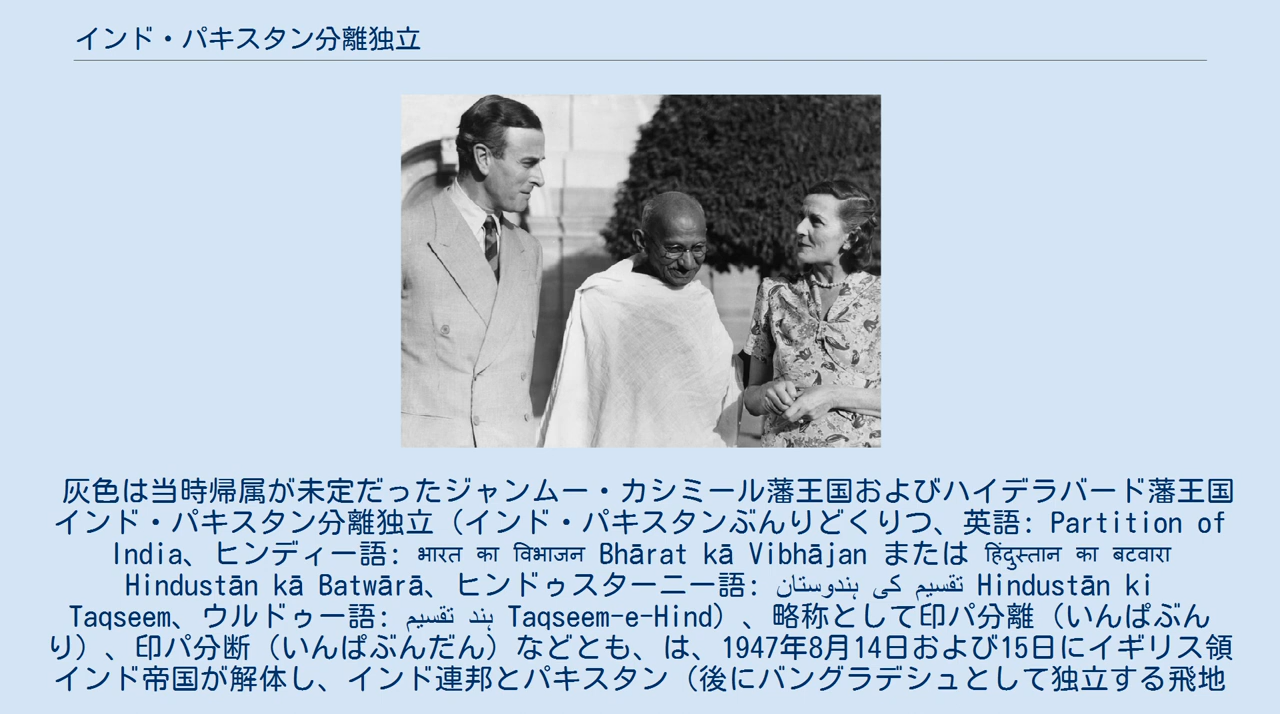 インド・パキスタン分離独立
灰色は当時帰属が未定だったジャンムー・カシミール藩王国およびハイデラバード藩王国
インド・パキスタン分離独立（インド・パキスタンぶんりどくりつ、英語: Partition of
India、ヒンディー語: भारत का विभाजन Bhārat kā Vibhājan または हिंदुस्तान का बटवारा
Hindustān kā Batwārā、ヒンドゥスターニー語: تقسیم کی ہندوستان Hindustān ki
Taqseem、ウルドゥー語: ہند تقسیم Taqseem-e-Hind）、略称として印パ分離（いんぱぶん
り）、印パ分断（いんぱぶんだん）などとも、は、1947年8月14日および15日にイギリス領
インド帝国が解体し、インド連邦とパキスタン（後にバングラデシュとして独立する飛地